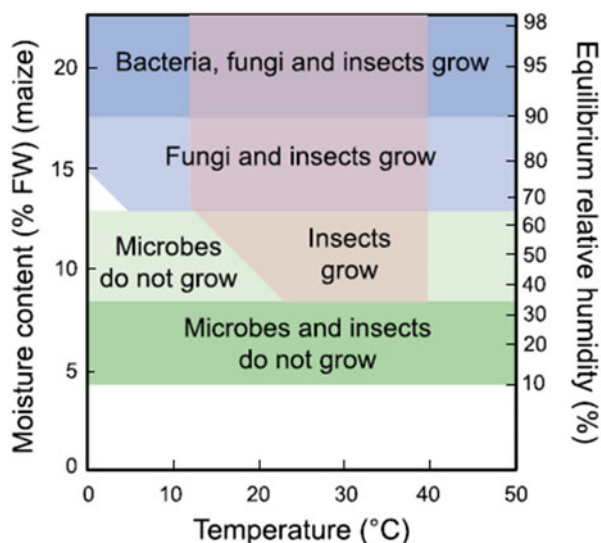 Moisture content (% FW) (maize)
20
15
10
5
0
Bacteria, fungi and insects grow
Fungi and insects grow
Microbes
do not grow
Insects
grow
Microbes and insects
do not grow
98
95
90
80
70
60
50
40
30
20
10
Equilibrium relative humidity (%)
0 10 20 30 40 50
Temperature (°C)